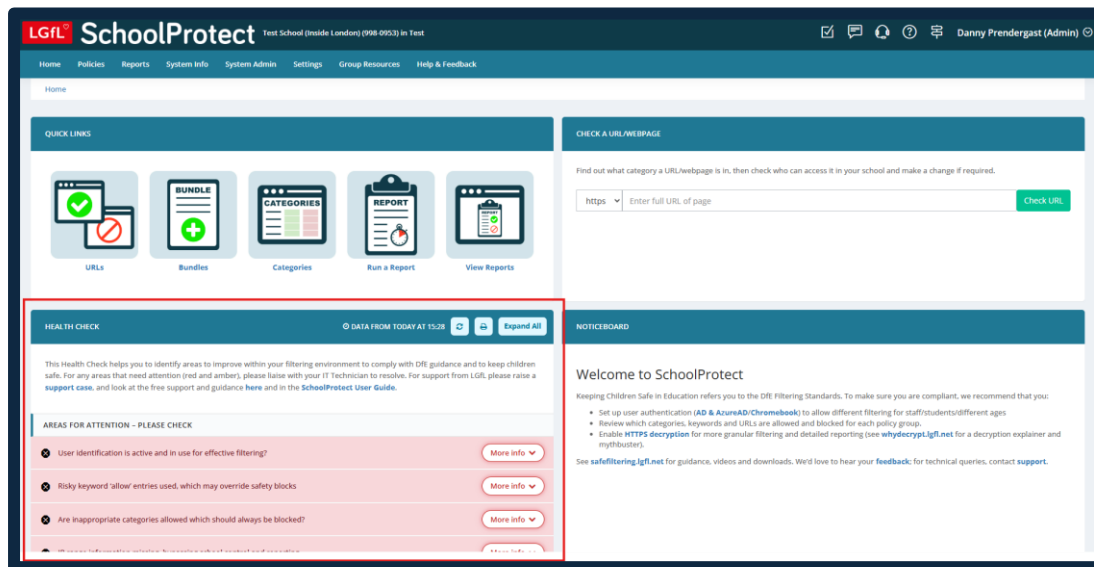 LGfL SchoolProtect Test School (Inside London) (998-0953) in Test
Danny Prendergast (Admin)
Home Policies Reports System Info System Admin Settings Group Resources Help & Feedback
Home
QUICK LINKS
BUNDLE
CATEGORIES
REPORT
REPORT
URLs Bundles Categories Run a Report View Reports
CHECK A URL/WEBPAGE
Find out what category a URL/webpage is in, then check who can access it in your school and make a change if required.
https Enter full URL of page Check URL
HEALTH CHECK DATA FROM TODAY AT 15:28 Expand All
This Health Check helps you to identify areas to improve within your filtering environment to comply with DfE guidance and to keep children
safe. For any areas that need attention (red and amber), please liaise with your IT Technician to resolve. For support from LGfL please raise a
support case, and look at the free support and guidance here and in the SchoolProtect User Guide.
AREAS FOR ATTENTION – PLEASE CHECK
User identification is active and in use for effective filtering? More info
Risky keyword 'allow' entries used, which may override safety blocks More info
Are inappropriate categories allowed which should always be blocked? More info
NOTICEBOARD
Welcome to SchoolProtect
Keeping Children Safe in Education refers you to the DfE Filtering Standards. To make sure you are compliant, we recommend that you:
• Set up user authentication (AD & AzureAD/Chromebook) to allow different filtering for staff/students/different ages
• Review which categories, keywords and URLs are allowed and blocked for each policy group.
• Enable HTTPS decryption for more granular filtering and detailed reporting (see whydecrypt.lgfl.net for a decryption explainer and
mythbuster).
See safefiltering.lgfl.net for guidance, videos and downloads. We'd love to hear your feedback; for technical queries, contact support.